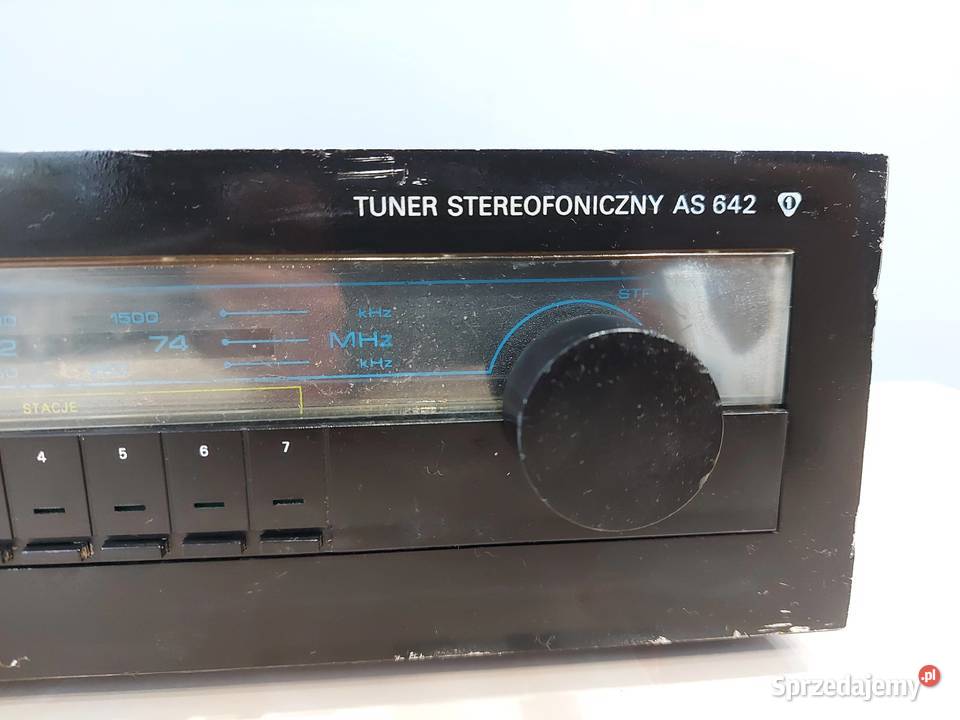 TUNER STEREOFONICZNY AS 642
1500 kHz
74 MHz
kHz
STACJE
4 5 6 7
Sprzedajemy.pl